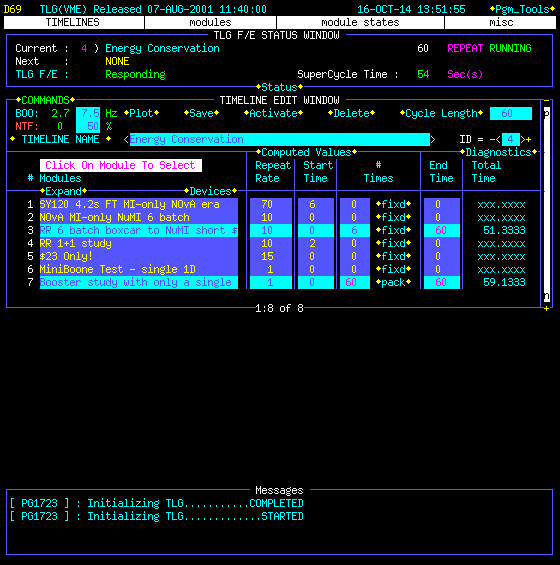 D69 TLG(VME) Released 07-AUG-2001 11:40:00 16-OCT-14 13:51:55 ◆Pgm_Tools◆
TIMELINES modules module states misc
TLG F/E STATUS WINDOW
Current : 4 ) Energy Conservation 60 REPEAT RUNNING
Next : NONE
TLG F/E : Responding SuperCycle Time : 54 Sec(s)
◆Status◆
◆COMMANDS◆ TIMELINE EDIT WINDOW
BOO: 2.7 7.5 Hz ◆Plot◆ ◆Save◆ ◆Activate◆ ◆Delete◆ ◆Cycle Length◆ 60
NTF: 0 50 %
◆ TIMELINE NAME ◆ <Energy Conservation > ID = -< 4 >+
◆Computed Values◆ ◆Diagnostics◆
Click On Module To Select Repeat Start # End Total
# Modules Rate Time Times Time Time
◆Expand◆ ◆Devices◆
1 SY120 4.2s FT MI-only NOvA era 70 6 0 ◆fixd◆ 0 xxx.xxxx
2 NOvA MI-only NuMI 6 batch 10 0 0 ◆fixd◆ 0 xxx.xxxx
3 RR 6 batch boxcar to NuMI short $ 10 0 6 ◆fixd◆ 60 51.3333
4 RR 1+1 study 10 2 0 ◆fixd◆ 0 xxx.xxxx
5 $23 Only! 15 0 0 ◆fixd◆ 0 xxx.xxxx
6 MiniBoone Test - single 1D 1 0 0 ◆fixd◆ 0 xxx.xxxx
7 Booster study with only a single 1 0 60 ◆pack◆ 60 59.1333
1:8 of 8
Messages
[ PG1723 ] : Initializing TLG...........COMPLETED
[ PG1723 ] : Initializing TLG.............STARTED